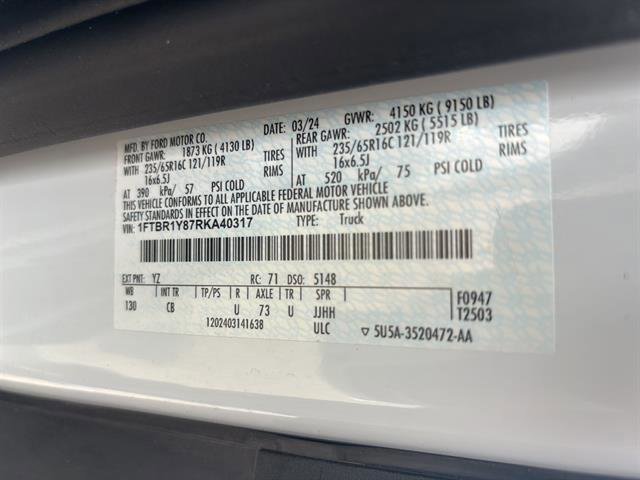 MFD. BY FORD MOTOR CO. DATE: 03/24 GVWR: 4150 KG ( 9150 LB)
FRONT GAWR: 1873 KG ( 4130 LB) REAR GAWR: 2502 KG ( 5515 LB)
WITH 235/65R16C 121/119R TIRES WITH 235/65R16C 121/119R TIRES
16x6.5J RIMS 16x6.5J RIMS
AT 390 kPa/ 57 PSI COLD AT 520 kPa/ 75 PSI COLD
THIS VEHICLE CONFORMS TO ALL APPLICABLE FEDERAL MOTOR VEHICLE
SAFETY STANDARDS IN EFFECT ON THE DATE OF MANUFACTURE SHOWN ABOVE.
VIN: 1FTBR1Y87RKA40317 TYPE: Truck
EXT PNT: YZ RC: 71 DSO: 5148
WB INT TR TP/PS R AXLE TR SPR F0947
130 CB U 73 U JJHH T2503
1202403141638 ULC ▽ 5U5A-3520472-AA